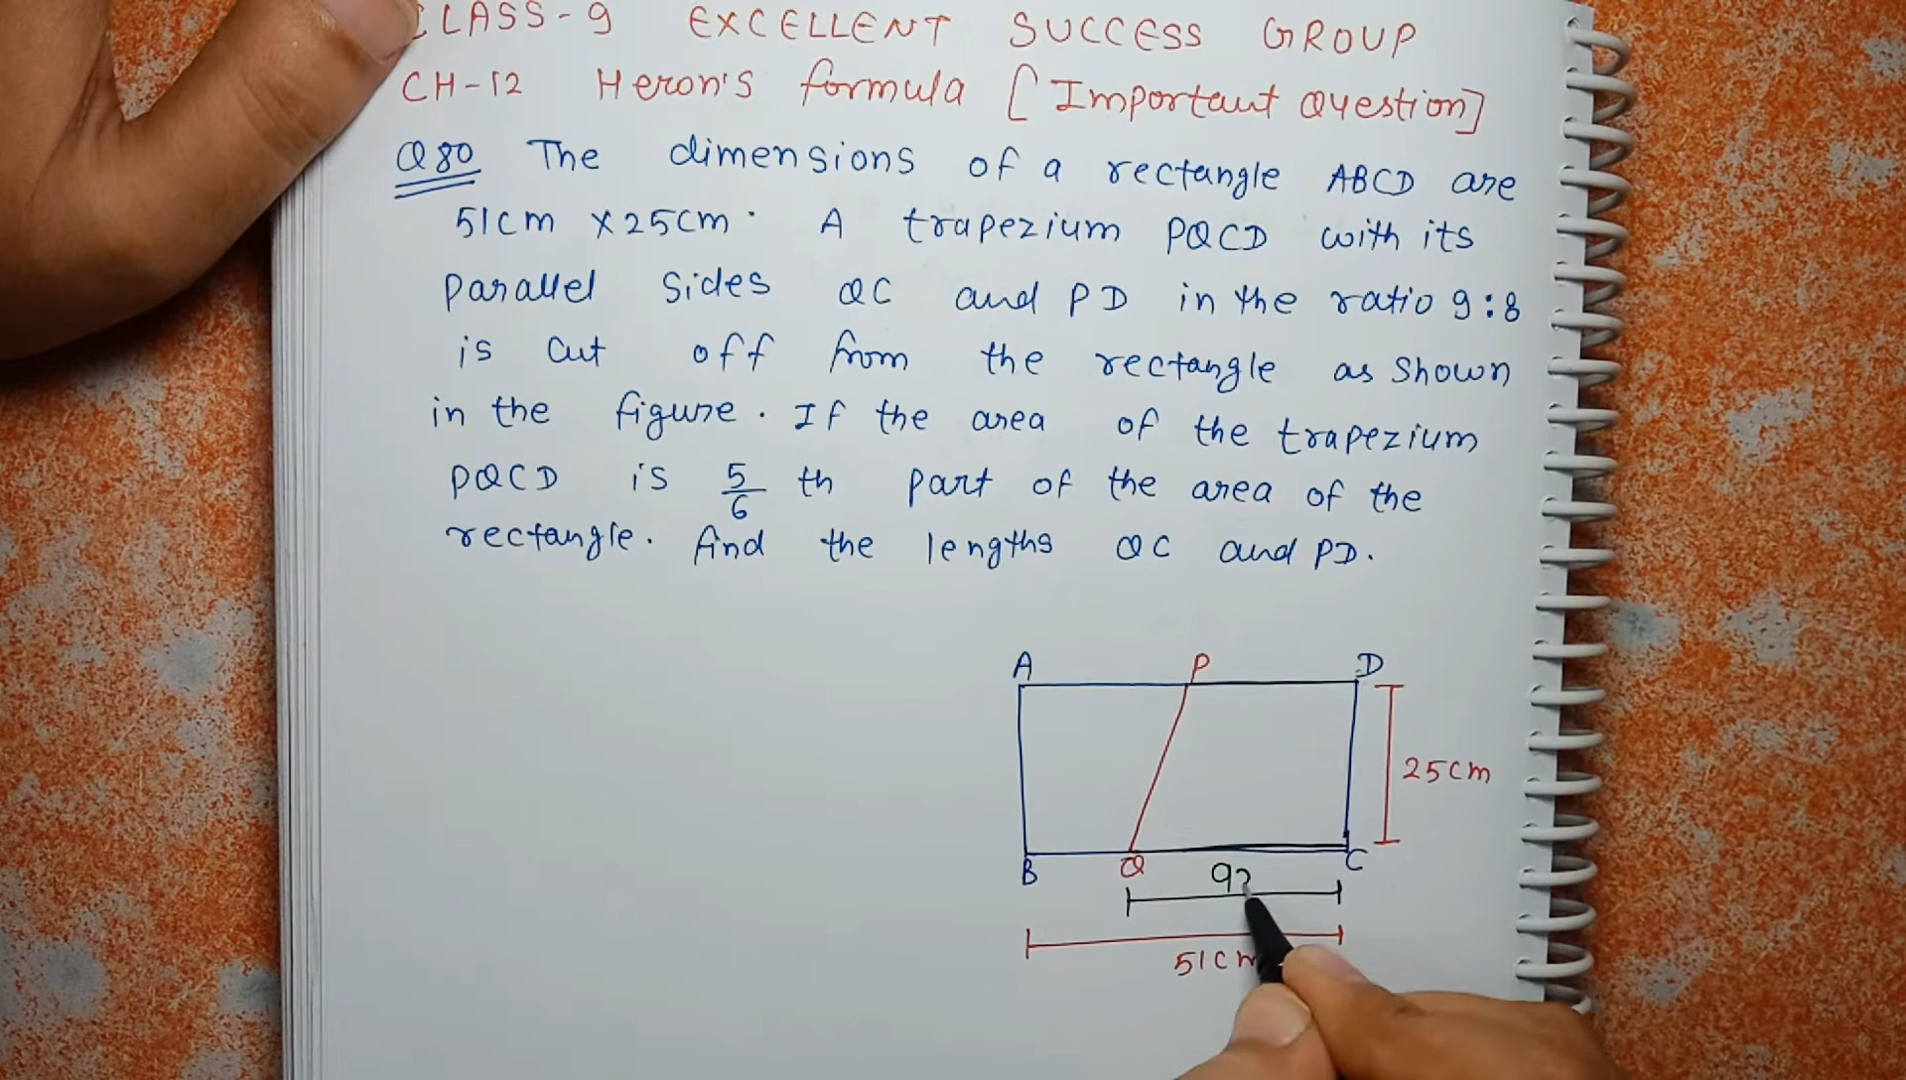 CLASS-9 EXCELLENT SUCCESS GROUP
CH-12 Heron's formula [Important Question]
Q80 The dimensions of a rectangle ABCD are
51cm x 25cm. A trapezium PQCD with its
Parallel Sides QC and PD in the ratio 9:8
is cut off from the rectangle as shown
in the figure. If the area of the trapezium
PQCD is 5/6 th part of the area of the
rectangle. find the lengths QC and PD.
A P D
25cm
B Q C
51cm